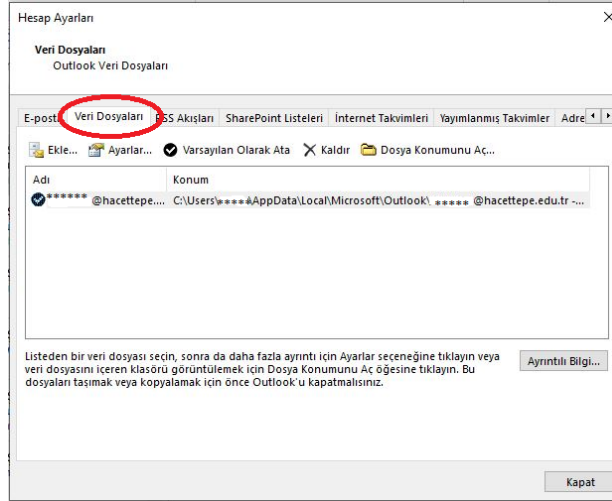 Hesap Ayarları
Veri Dosyaları
Outlook Veri Dosyaları
E-posta Veri Dosyaları RSS Akışları SharePoint Listeleri İnternet Takvimleri Yayımlanmış Takvimler Adre
Ekle... Ayarlar... Varsayılan Olarak Ata Kaldır Dosya Konumunu Aç...
Adı Konum
****** @hacettepe.... C:\Users\*****\AppData\Local\Microsoft\Outlook\ ***** @hacettepe.edu.tr -...
Listeden bir veri dosyası seçin, sonra da daha fazla ayrıntı için Ayarlar seçeneğine tıklayın veya
veri dosyasını içeren klasörü görüntülemek için Dosya Konumunu Aç öğesine tıklayın. Bu
dosyaları taşımak veya kopyalamak için önce Outlook'u kapatmalısınız.
Ayrıntılı Bilgi...
Kapat